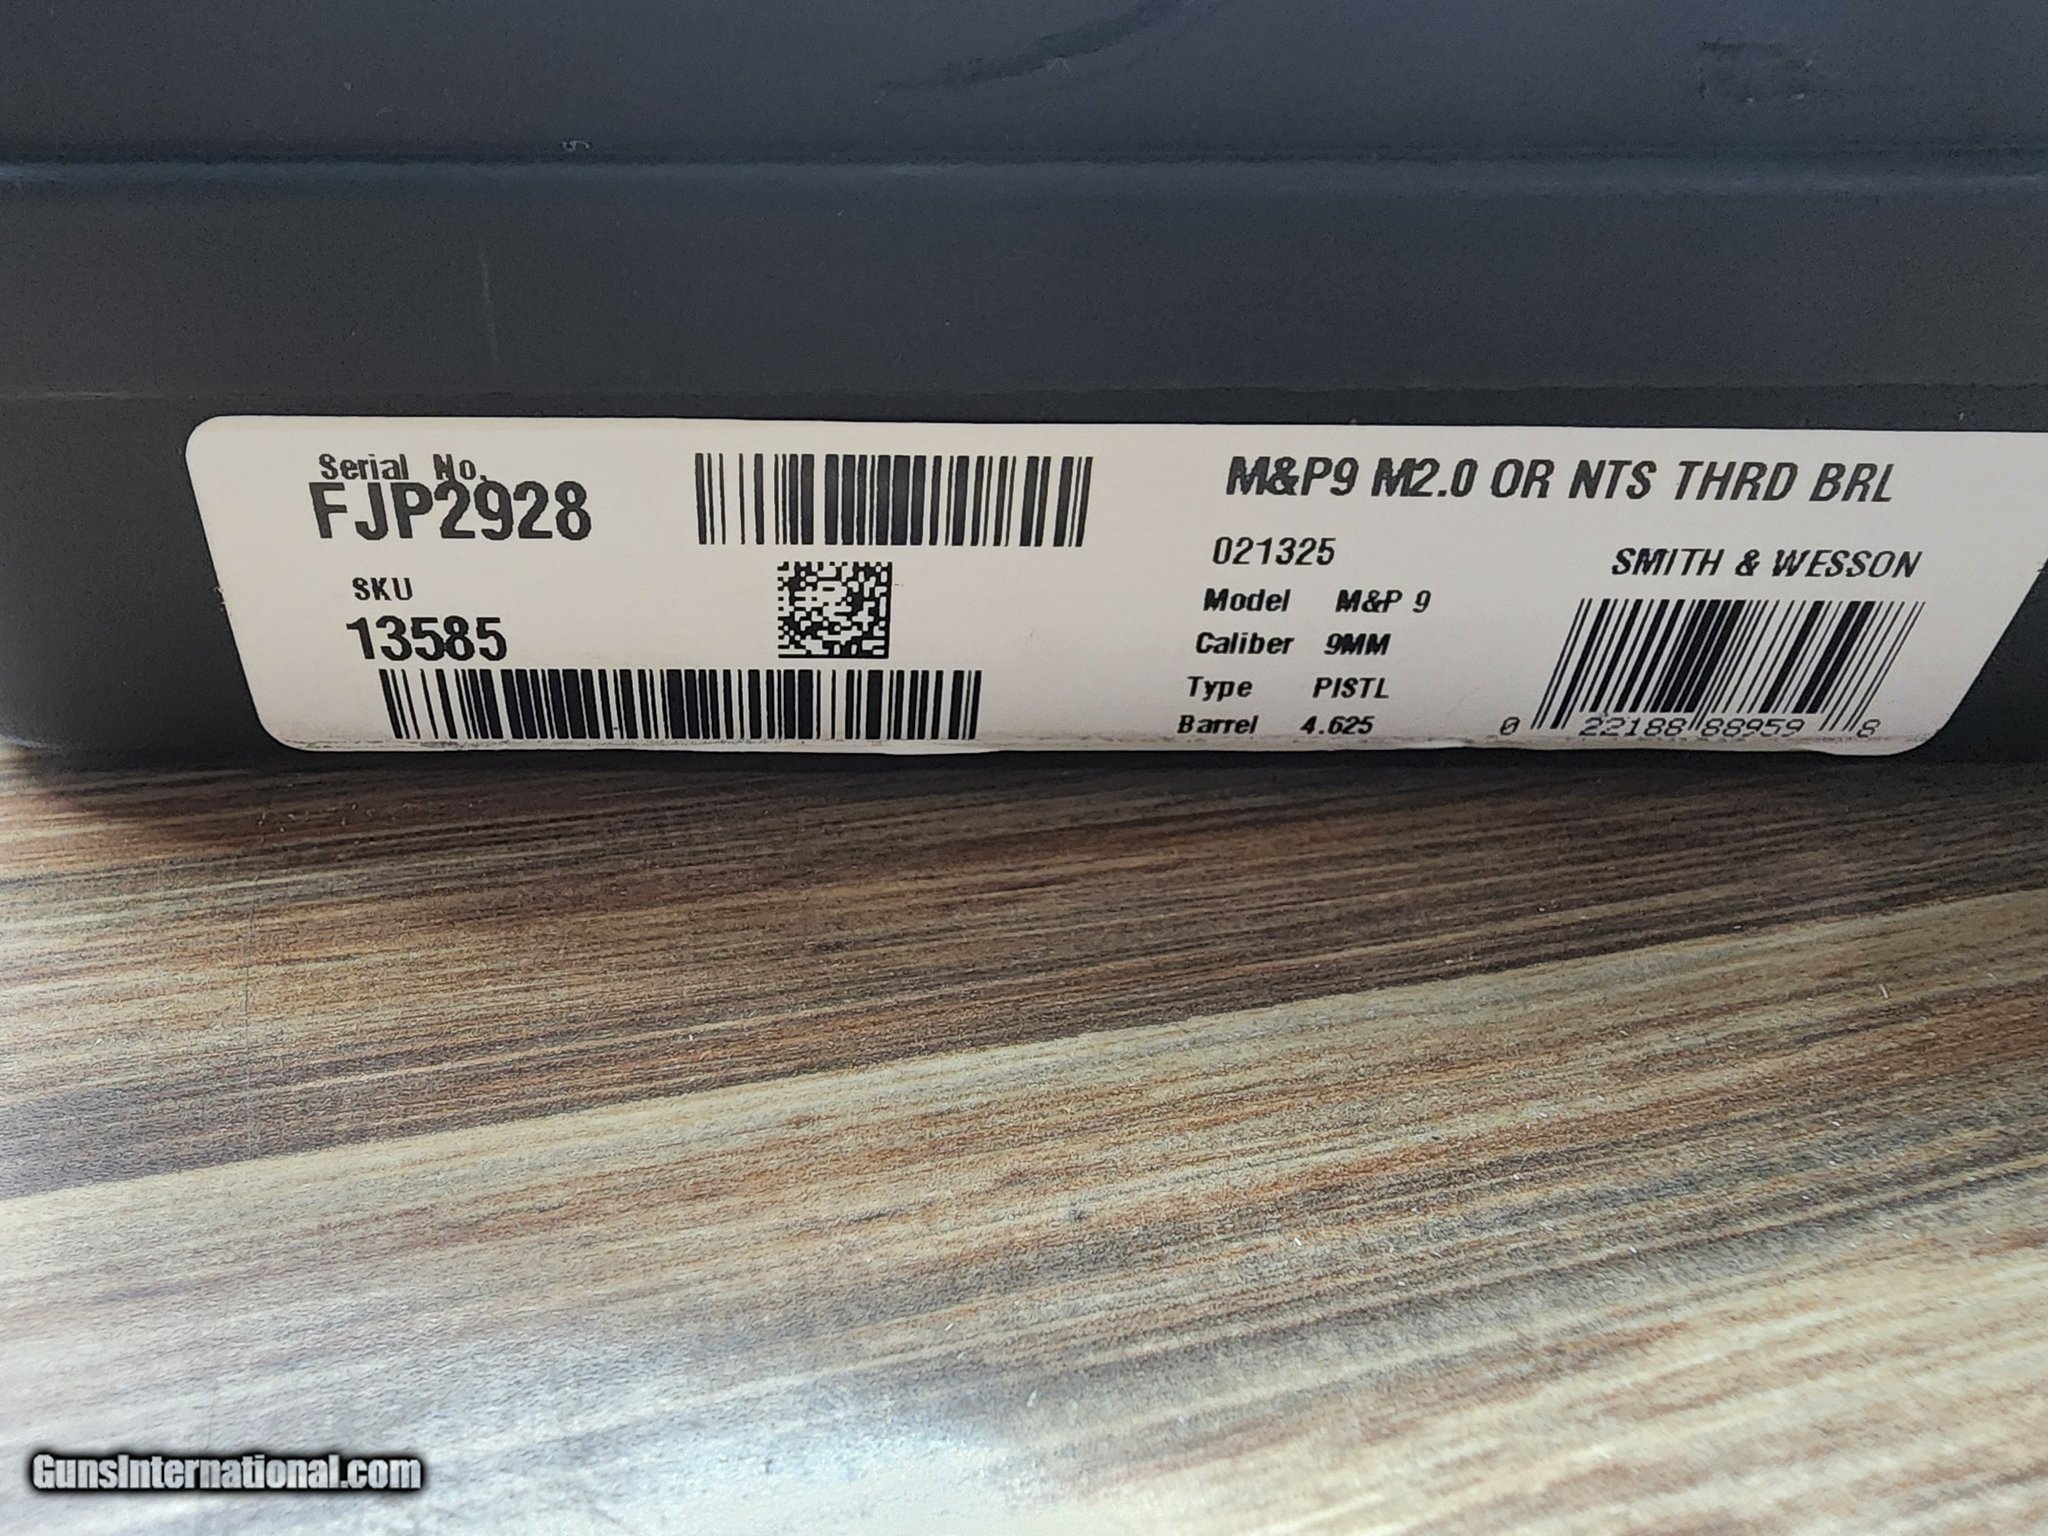 Serial No.
FJP2928
SKU
13585
M&P9 M2.0 OR NTS THRD BRL
021325
SMITH & WESSON
Model M&P 9
Caliber 9MM
Type PISTL
Barrel 4.625
0 22188 88959 8
GunsInternational.com